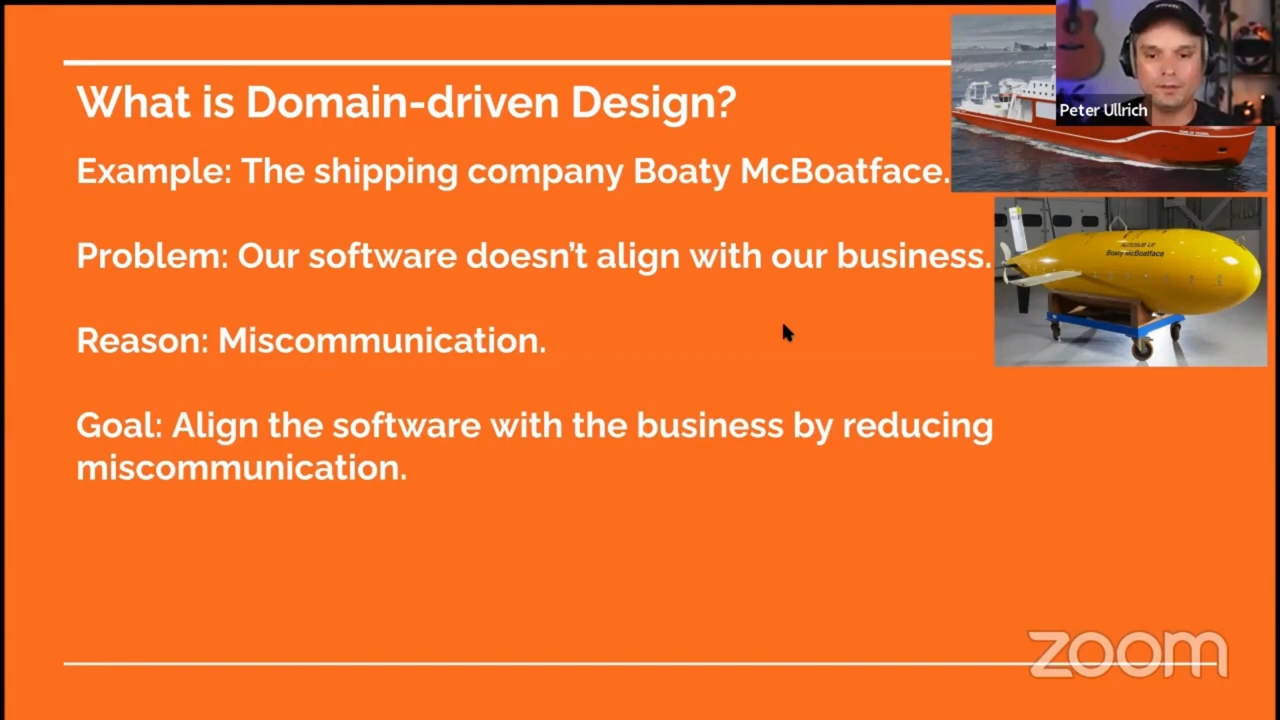 What is Domain-driven Design?
Example: The shipping company Boaty McBoatface.
Problem: Our software doesn't align with our business.
Reason: Miscommunication.
Goal: Align the software with the business by reducing
miscommunication.
Peter Ullrich
Boaty McBoatface
zoom